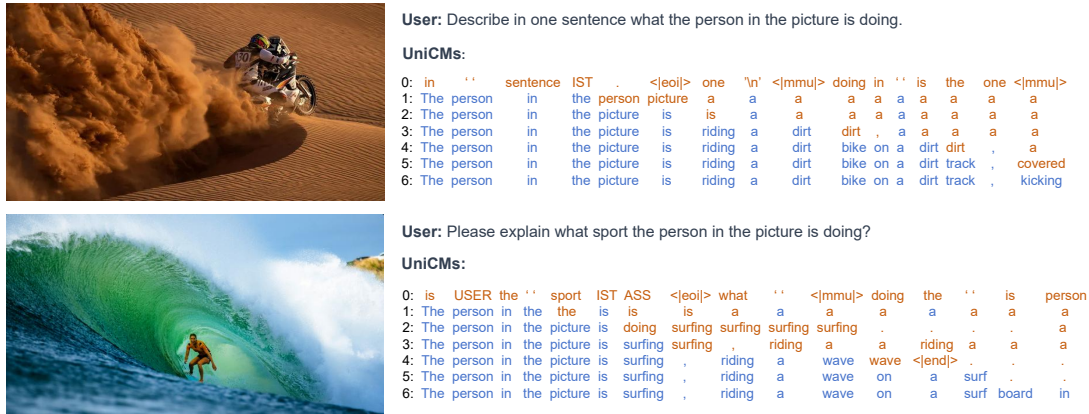 User: Describe in one sentence what the person in the picture is doing.
UniCMs:
0: in ' ' sentence IST . <|eoi|> one '\n' <|mmu|> doing in ' ' is the one <|mmu|>
1: The person in the person picture a a a a a a a a a a
2: The person in the picture is is a a a a a a a a a
3: The person in the picture is riding a dirt dirt , a a a a a
4: The person in the picture is riding a dirt bike on a dirt dirt , a
5: The person in the picture is riding a dirt bike on a dirt track , covered
6: The person in the picture is riding a dirt bike on a dirt track , kicking
User: Please explain what sport the person in the picture is doing?
UniCMs:
0: is USER the ' ' sport IST ASS <|eoi|> what ' ' <|mmu|> doing the ' ' is person
1: The person in the the is is is a a a a a a a a
2: The person in the picture is doing surfing surfing surfing surfing . . . . a
3: The person in the picture is surfing surfing , riding a a riding a a a
4: The person in the picture is surfing , riding a wave wave <|end|> . . .
5: The person in the picture is surfing , riding a wave on a surf . .
6: The person in the picture is surfing , riding a wave on a surf board in